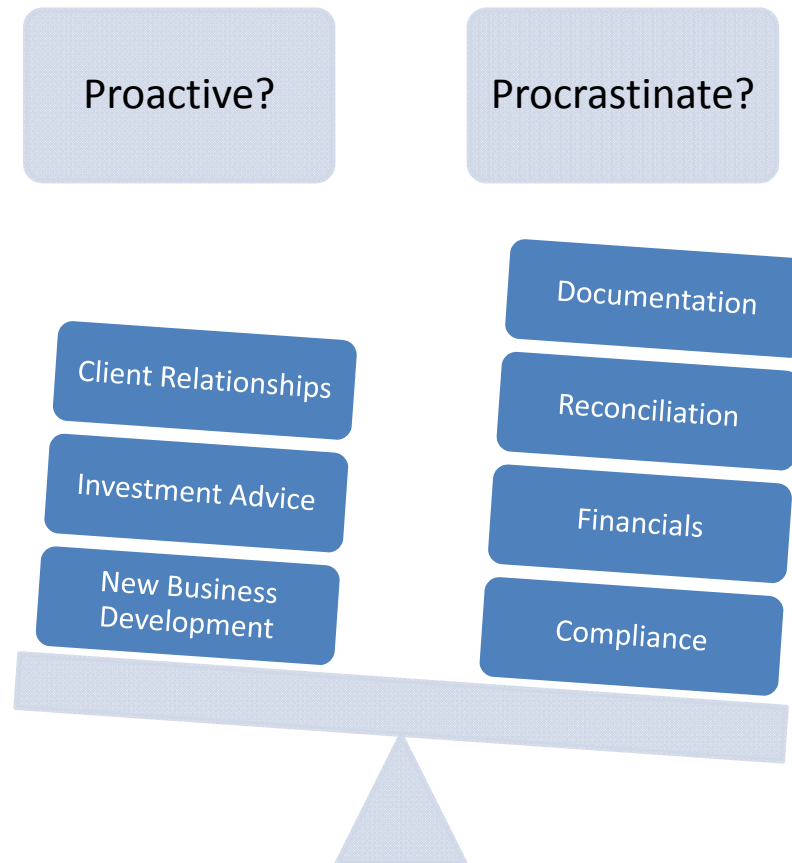 Proactive?
Procrastinate?
Client Relationships
Investment Advice
New Business
Development
Documentation
Reconciliation
Financials
Compliance